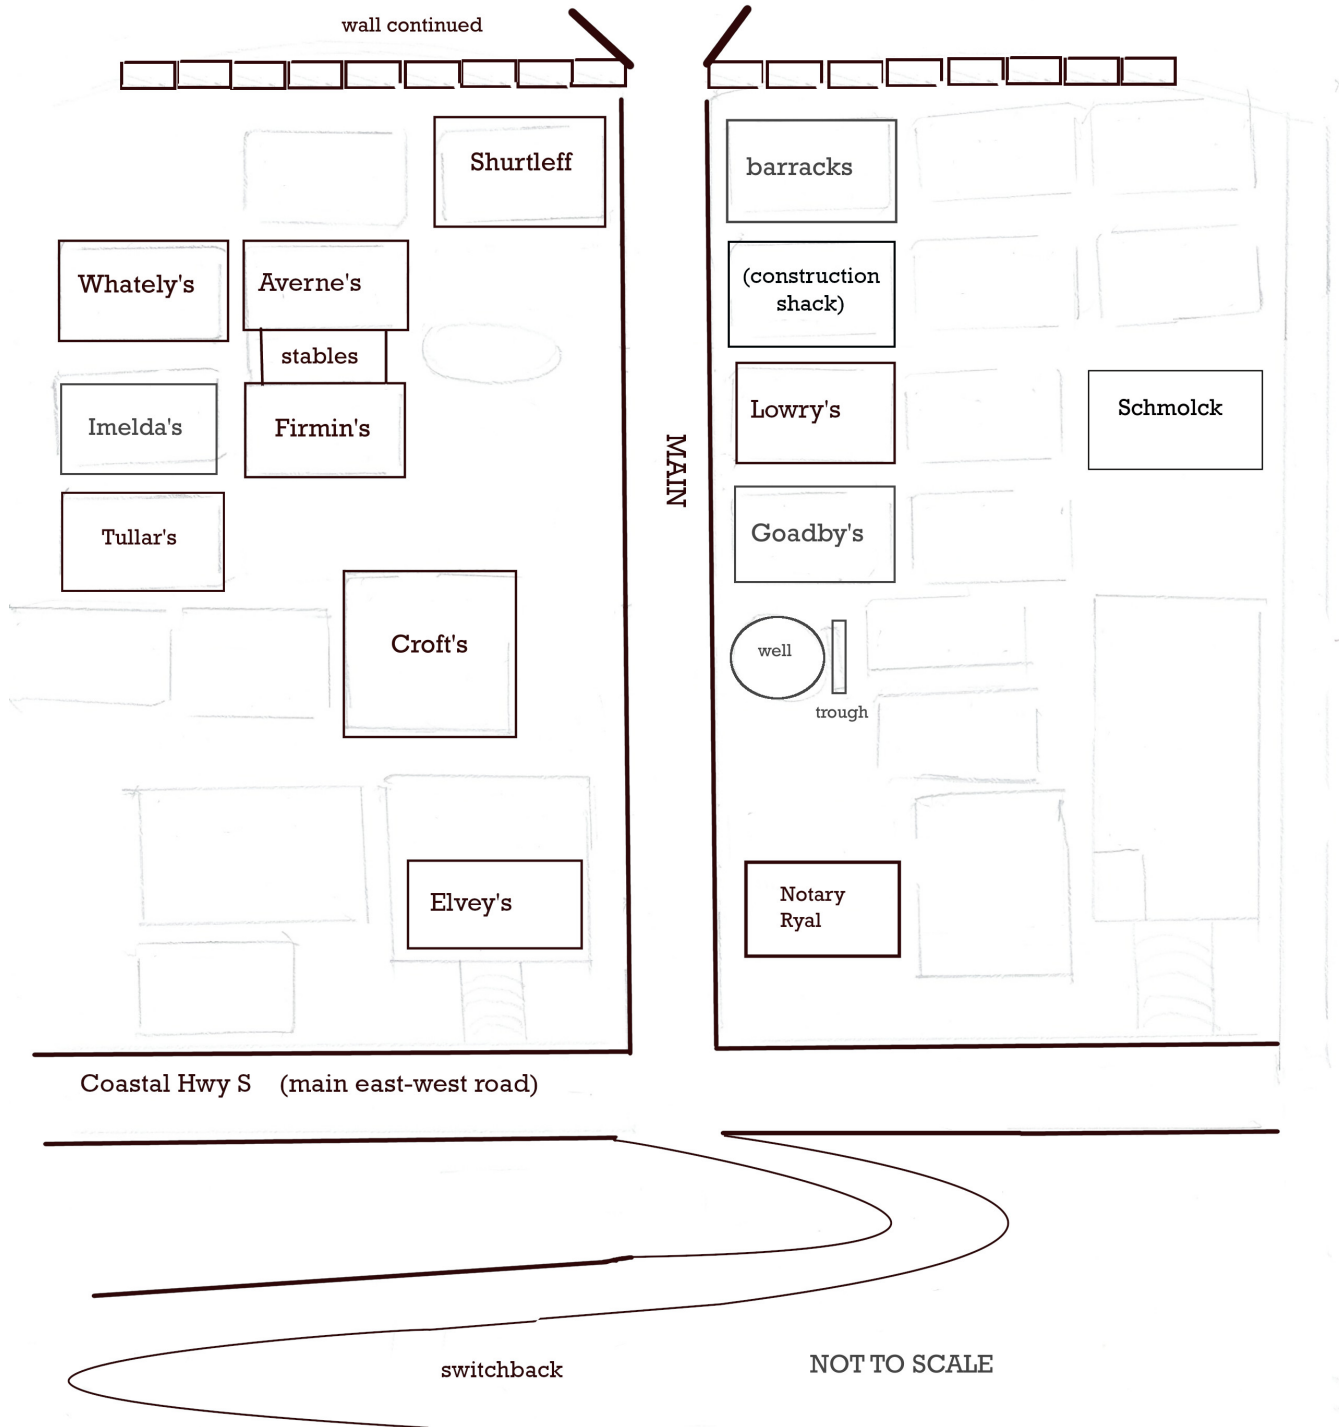 wall continued
Shurtleff
barracks
Whately's
Averne's
(construction
shack)
stables
Imelda's
Firmin's
Lowry's
Schmolck
MAIN
Tullar's
Goadby's
Croft's
well
trough
Elvey's
Notary
Ryal
Coastal Hwy S (main east-west road)
switchback
NOT TO SCALE